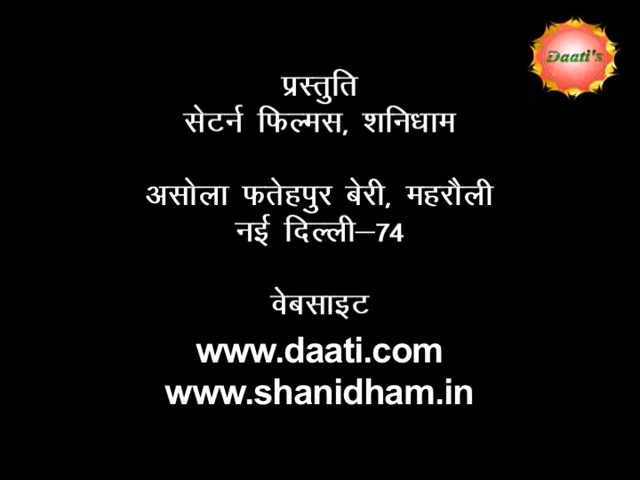 Daati's
प्रस्तुति
सेटर्न फिल्मस, शनिधाम
असोला फतेहपुर बेरी, महरौली
नई दिल्ली–74
वेबसाइट
www.daati.com
www.shanidham.in